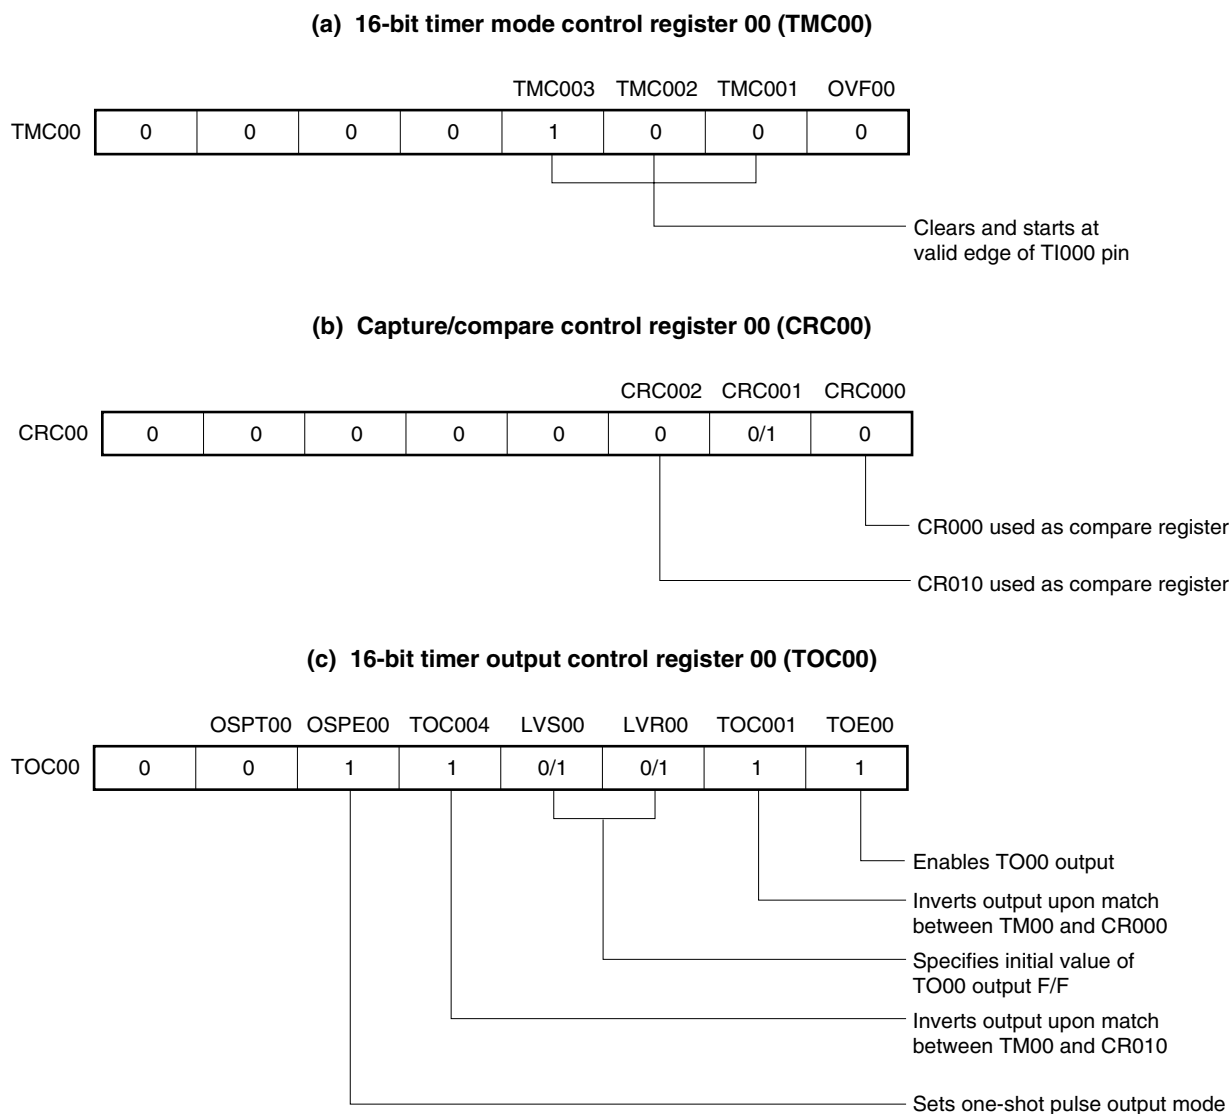 (a) 16-bit timer mode control register 00 (TMC00)
TMC003 TMC002 TMC001 OVF00
TMC00 0 0 0 0 1 0 0 0
Clears and starts at
valid edge of TI000 pin
(b) Capture/compare control register 00 (CRC00)
CRC002 CRC001 CRC000
CRC00 0 0 0 0 0 0 0/1 0
CR000 used as compare register
CR010 used as compare register
(c) 16-bit timer output control register 00 (TOC00)
OSPT00 OSPE00 TOC004 LVS00 LVR00 TOC001 TOE00
TOC00 0 0 1 1 0/1 0/1 1 1
Enables TO00 output
Inverts output upon match
between TM00 and CR000
Specifies initial value of
TO00 output F/F
Inverts output upon match
between TM00 and CR010
Sets one-shot pulse output mode